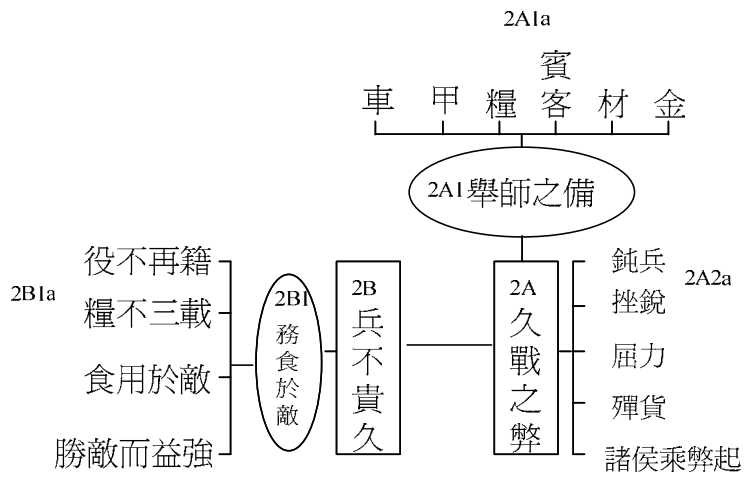 2A1a
車 甲 糧 賓客 材 金
2A1舉師之備
2B1a
役不再籍
糧不三載
食用於敵
勝敵而益強
2B1
務食於敵
2B
兵不貴久
2A
久戰之弊
2A2a
鈍兵
挫銳
屈力
殫貨
諸侯乘弊起